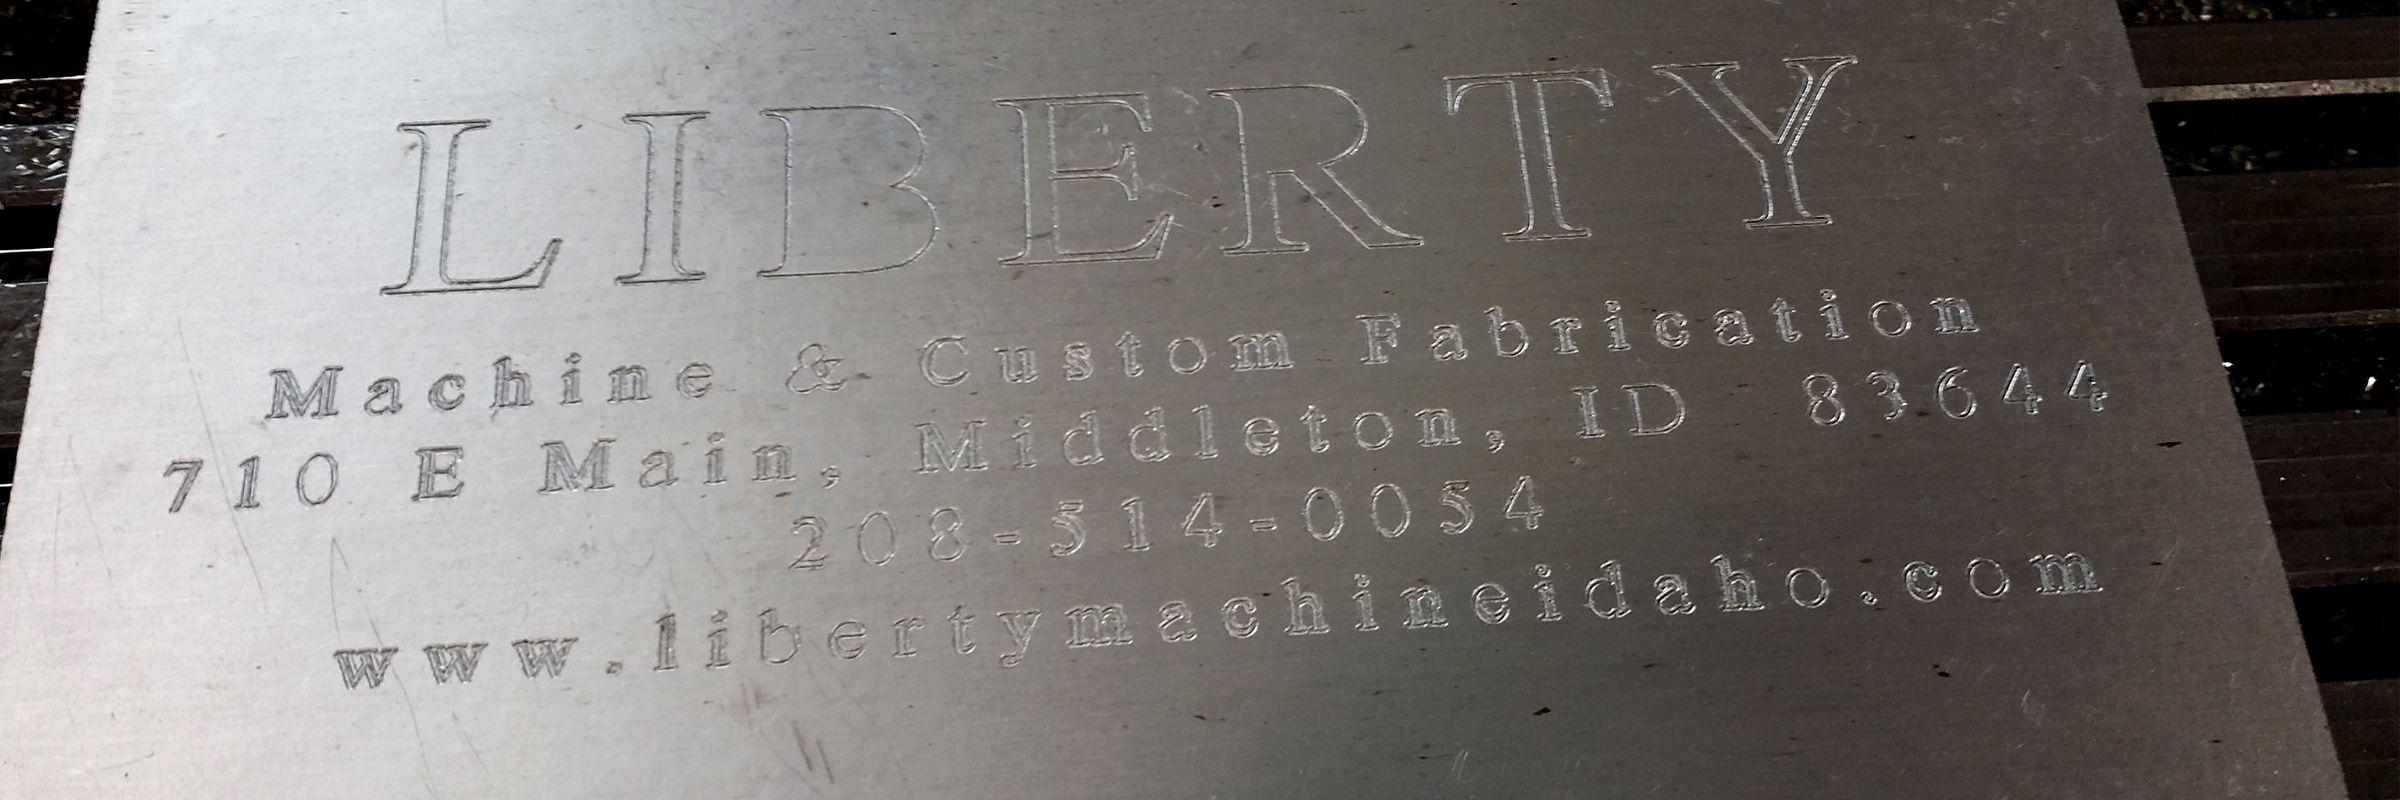 LIBERTY
Machine & Custom Fabrication
710 E Main, Middleton, ID 83644
208-514-0054
www.libertymachineidaho.com